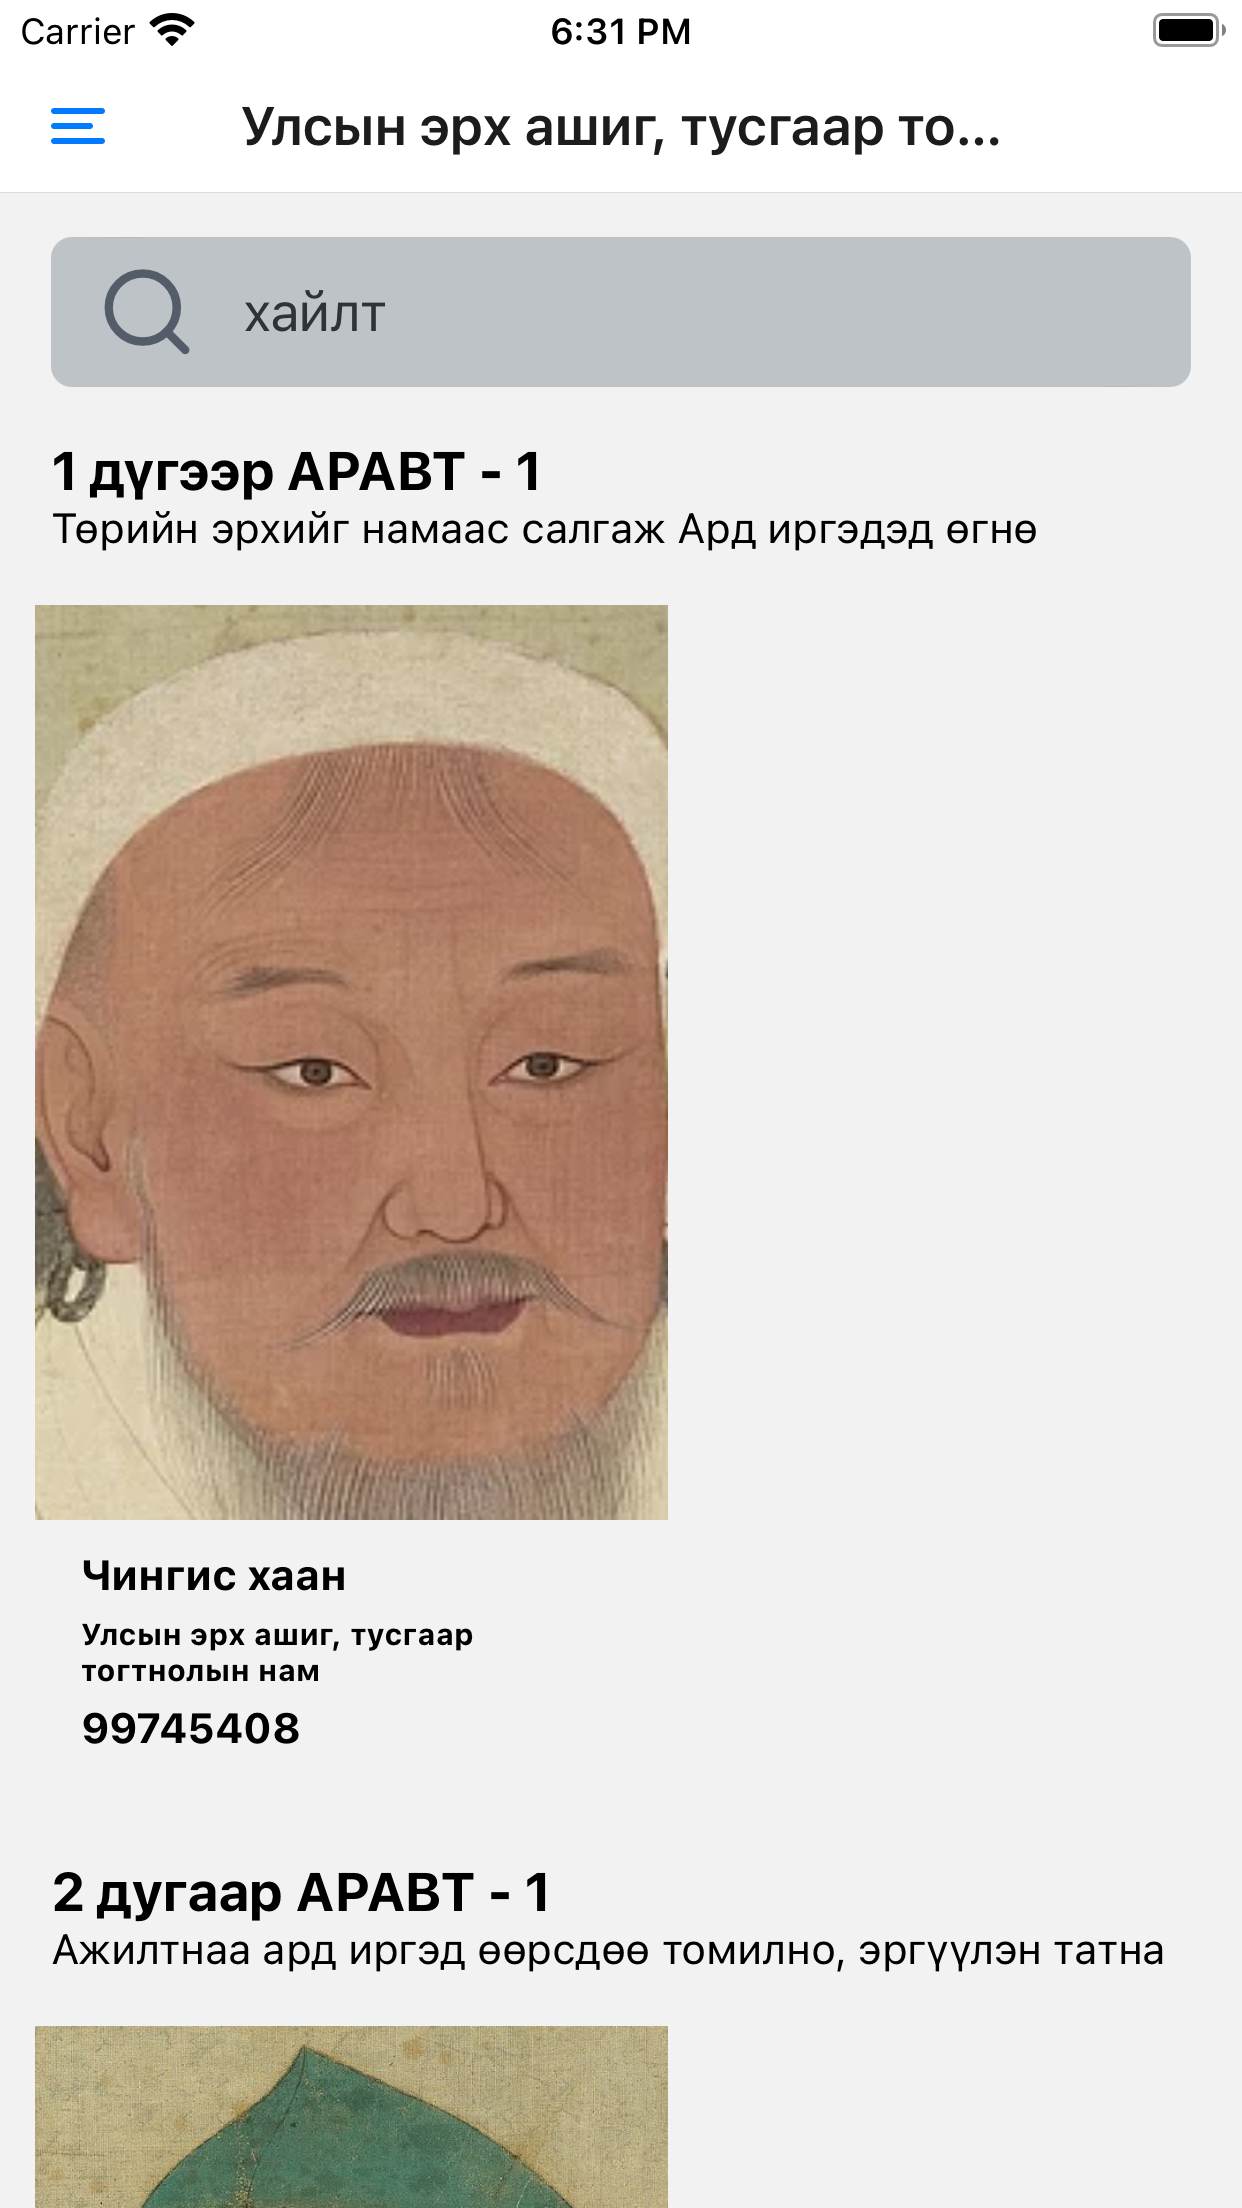 Carrier
6:31 PM
Улсын эрх ашиг, тусгаар то...
хайлт
1 дүгээр АРАВТ - 1
Төрийн эрхийг намаас салгаж Ард иргэдэд өгнө
Чингис хаан
Улсын эрх ашиг, тусгаар
тогтнолын нам
99745408
2 дугаар АРАВТ - 1
Ажилтнаа ард иргэд өөрсдөө томилно, эргүүлэн татна